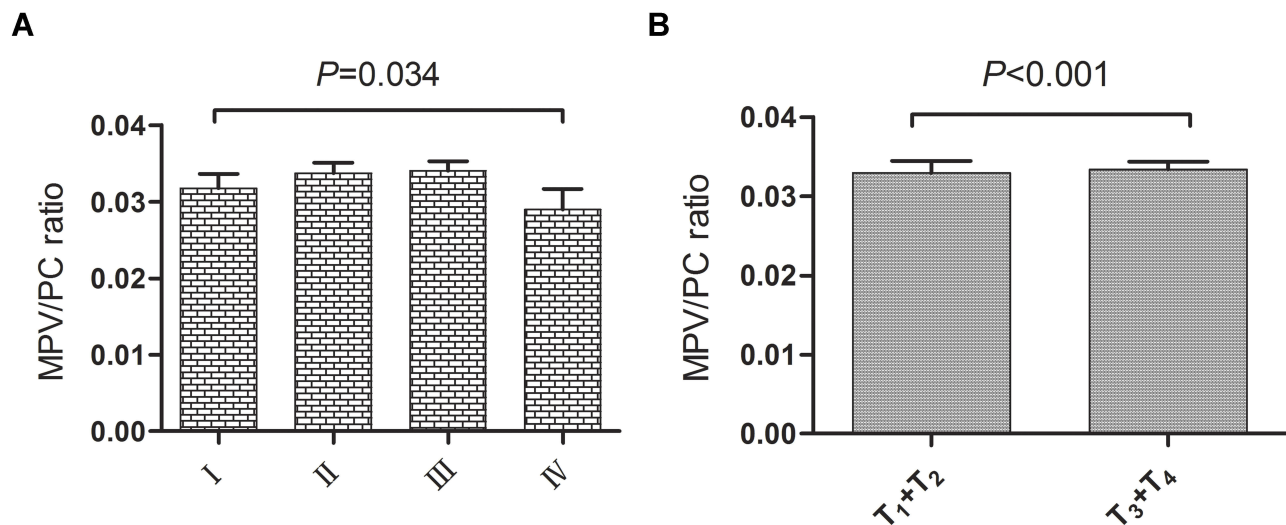 A
P=0.034
MPV/PC ratio
0.04
0.03
0.02
0.01
0.00
I
II
III
IV
B
P<0.001
MPV/PC ratio
0.04
0.03
0.02
0.01
0.00
T₁+T₂
T₃+T₄